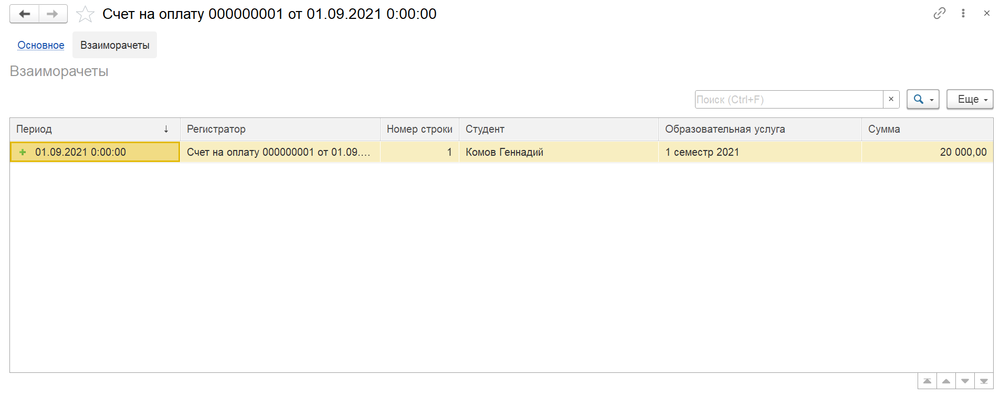 Счет на оплату 000000001 от 01.09.2021 0:00:00
Основное Взаиморачеты
Взаиморачеты
Поиск (Ctrl+F) × Еще
Период ↓ Регистратор Номер строки Студент Образовательная услуга Сумма
01.09.2021 0:00:00 Счет на оплату 000000001 от 01.09.... 1 Комов Геннадий 1 семестр 2021 20 000,00